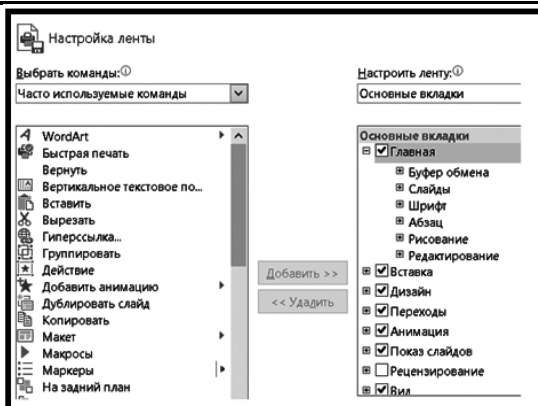 Настройка ленты
Выбрать команды:
Часто используемые команды
WordArt
Быстрая печать
Вернуть
Вертикальное текстовое по...
Вставить
Вырезать
Гиперссылка...
Группировать
Действие
Добавить анимацию
Дублировать слайд
Копировать
Макет
Макросы
Маркеры
На задний план
Добавить >>
<< Удалить
Настроить ленту:
Основные вкладки
Основные вкладки
Главная
Буфер обмена
Слайды
Шрифт
Абзац
Рисование
Редактирование
Вставка
Дизайн
Переходы
Анимация
Показ слайдов
Рецензирование
Вид